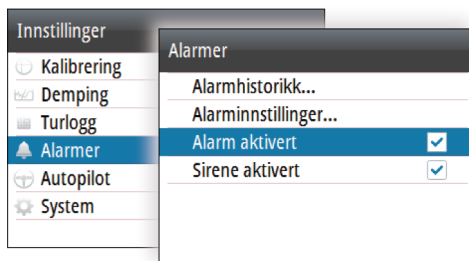 Innstillinger
Kalibrering
Demping
Turlogg
Alarmer
Autopilot
System
Alarmer
Alarmhistorikk...
Alarminnstillinger...
Alarm aktivert
Sirene aktivert